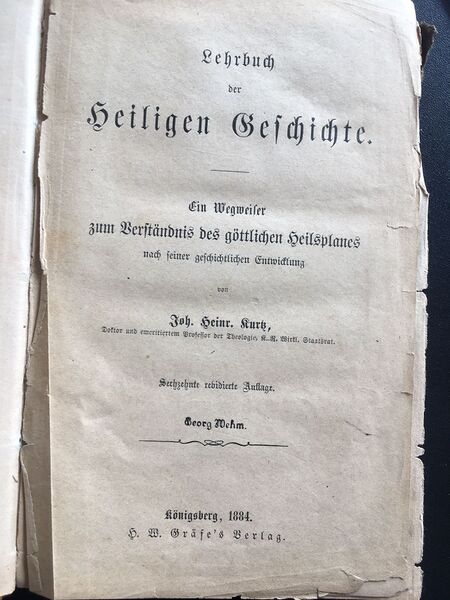 Lehrbuch
der
Heiligen Geschichte.
Ein Wegweiser
zum Verständnis des göttlichen Heilsplanes
nach seiner geschichtlichen Entwicklung
von
Joh. Heinr. Kurtz,
Doktor und emeritiertem Professor der Theologie, K.-R. Wirkl. Staatsrat.
Sechzehnte revidierte Auflage.
Georg Mehm.
Königsberg, 1884.
H. W. Gräfe's Verlag.